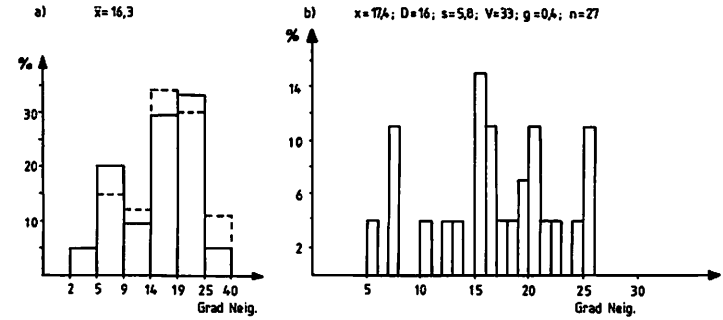 a) x̄=16,3
%
30
20
10
2 5 9 14 19 25 40
Grad Neig.
b) x=17,4; D=16; s=5,8; V=33; g=0,4; n=27
%
14
10
6
2
5 10 15 20 25 30
Grad Neig.